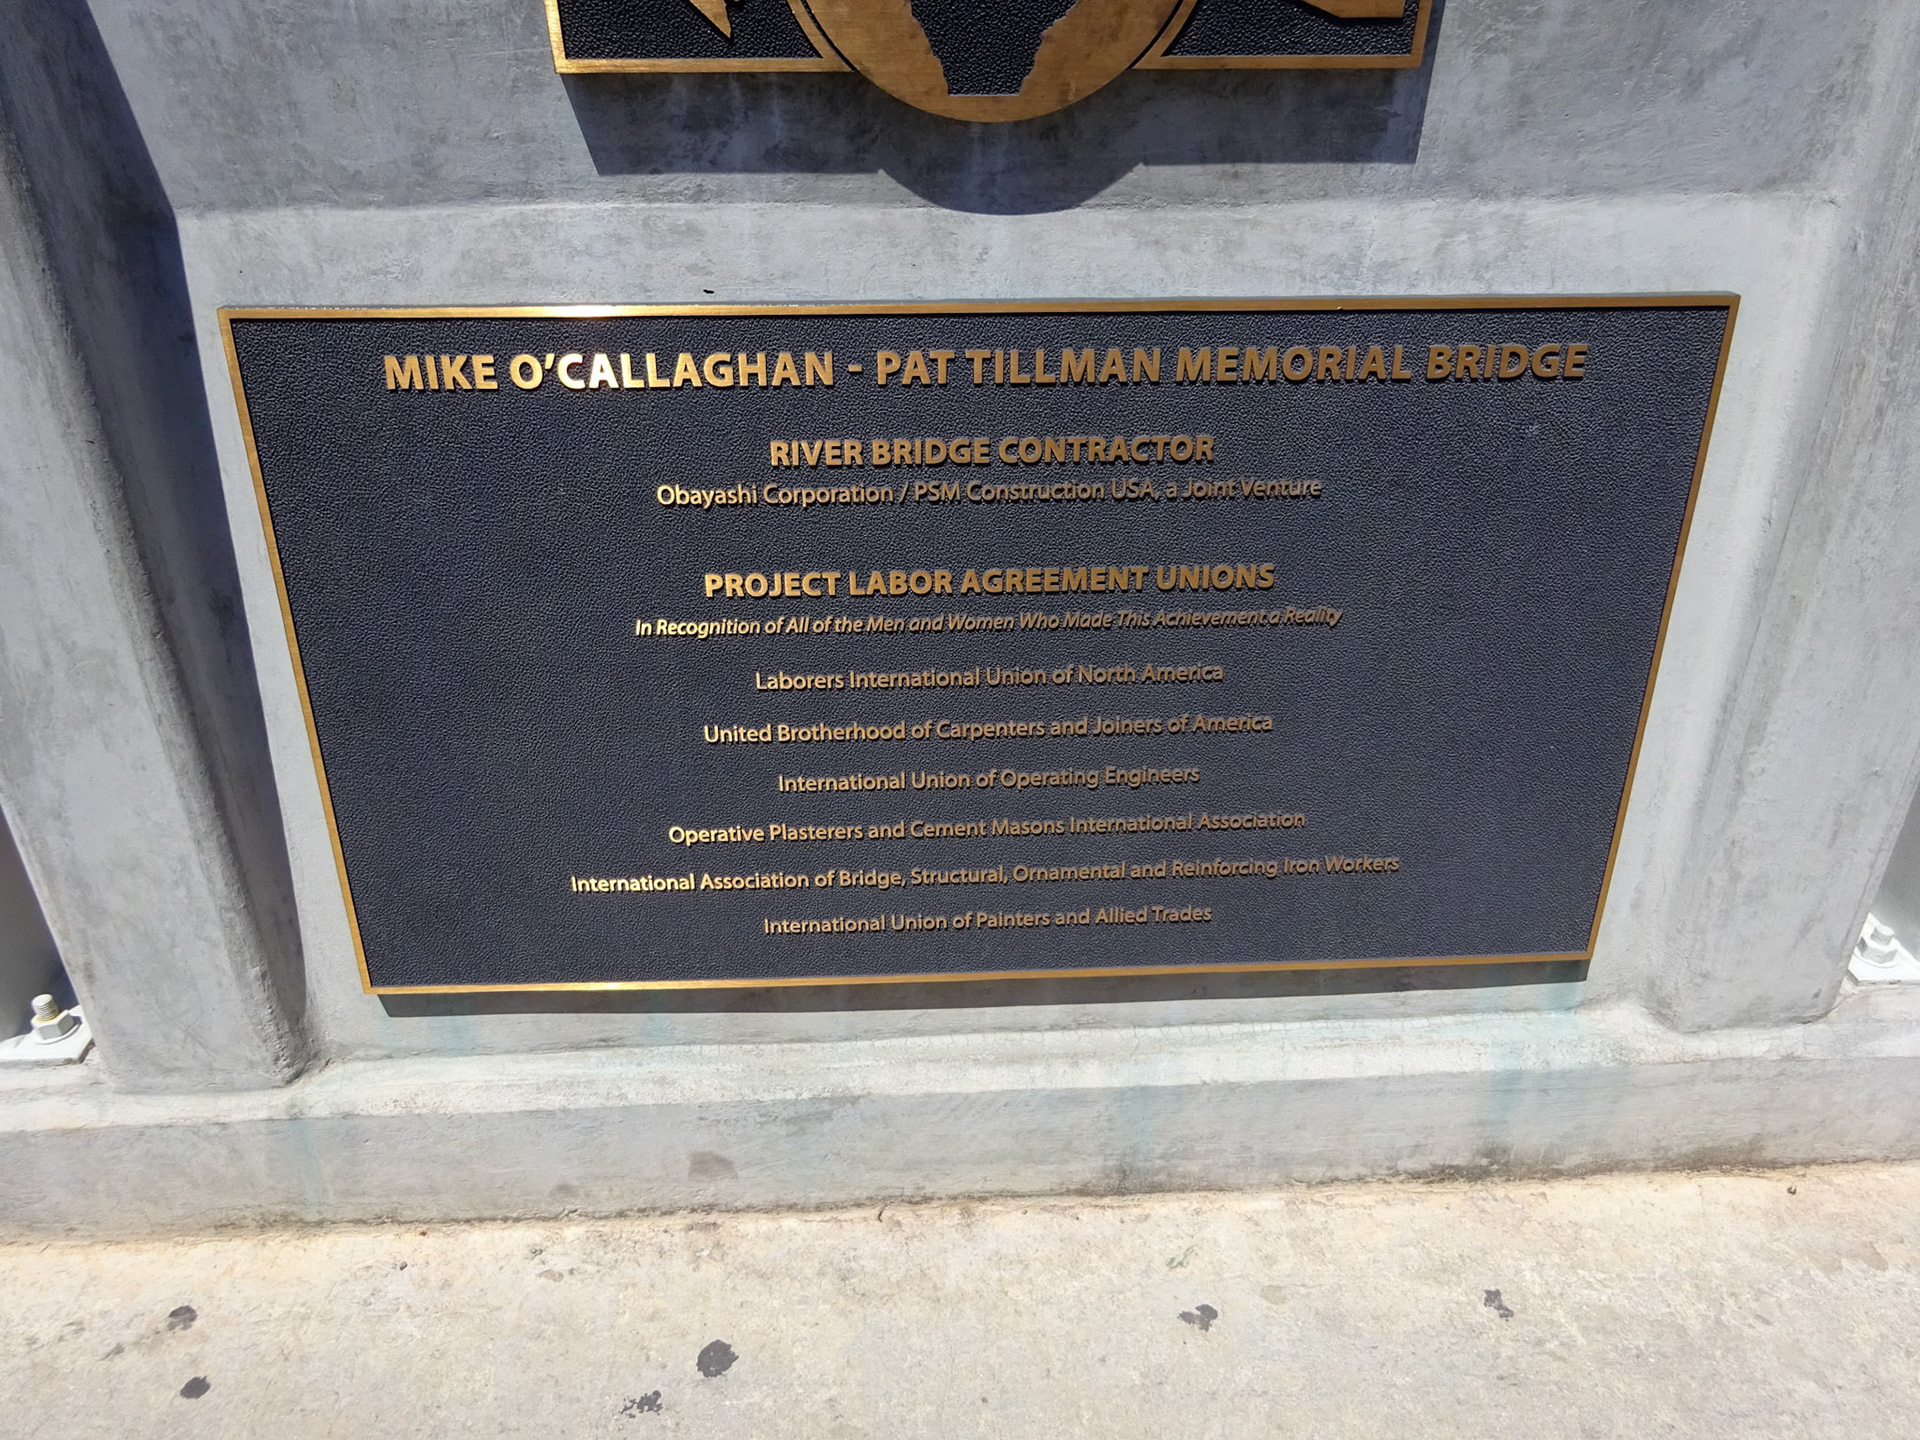 MIKE O'CALLAGHAN - PAT TILLMAN MEMORIAL BRIDGE
RIVER BRIDGE CONTRACTOR
Obayashi Corporation / PSM Construction USA, a Joint Venture
PROJECT LABOR AGREEMENT UNIONS
In Recognition of All of the Men and Women Who Made This Achievement a Reality
Laborers International Union of North America
United Brotherhood of Carpenters and Joiners of America
International Union of Operating Engineers
Operative Plasterers and Cement Masons International Association
International Association of Bridge, Structural, Ornamental and Reinforcing Iron Workers
International Union of Painters and Allied Trades